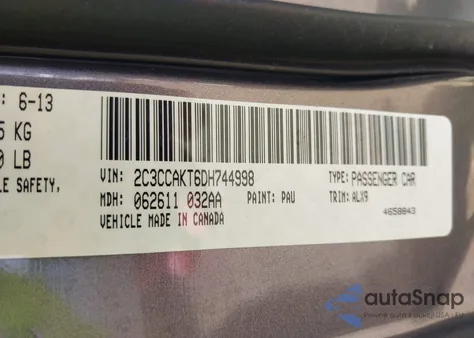 : 6-13
5 KG
0 LB
LE SAFETY,
VIN: 2C3CCAKT6DH744998
TYPE: PASSENGER CAR
MDH: 062611 032AA
PAINT: PAU
TRIM: ALX9
VEHICLE MADE IN CANADA
4658843
autaSnap